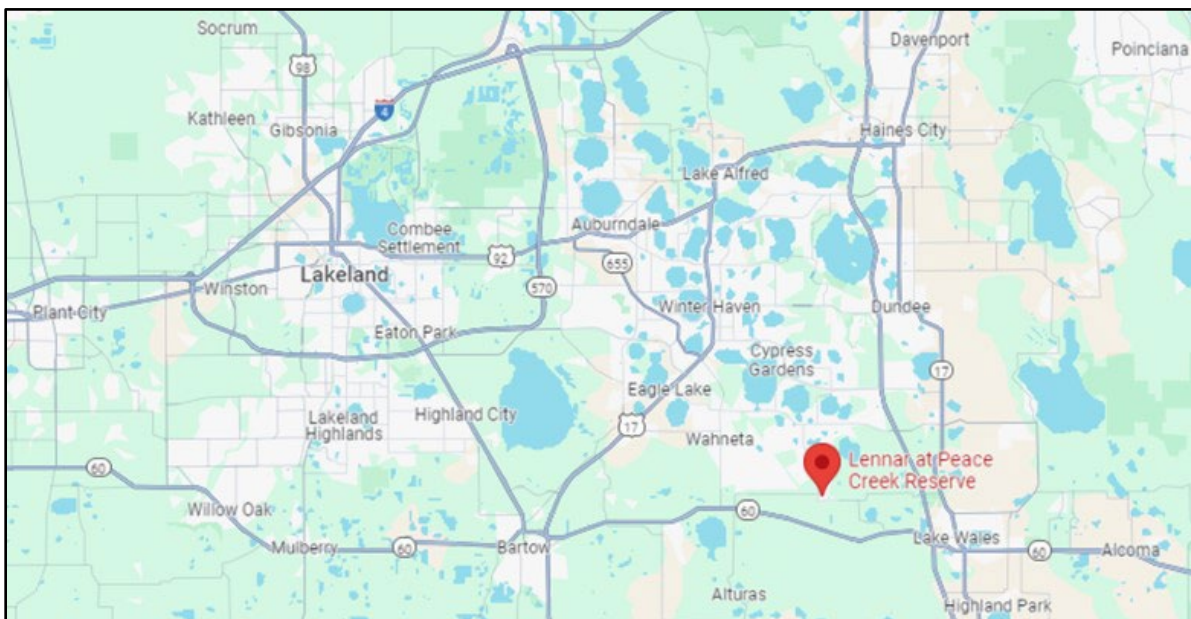 Socrum
Davenport
Poinciana
98
4
Kathleen
Gibsonia
Haines City
Lake Alfred
Combee
Settlement
Auburndale
92
655
Lakeland
570
Winston
Plant City
Winter Haven
Dundee
Eaton Park
Cypress
Gardens
17
Eagle Lake
Lakeland
Highlands
Highland City
17
Wahneta
Lennar at Peace
Creek Reserve
60
Willow Oak
60
Mulberry
60
Bartow
Lake Wales
60
Alcoma
Alturas
Highland Park